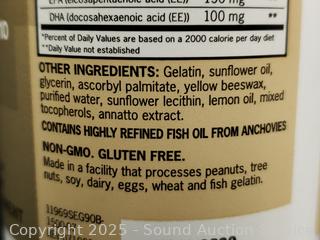 EPA (eicosapentaenoic acid (EE)) 150 mg **
DHA (docosahexaenoic acid (EE)) 100 mg **
*Percent of Daily Values are based on a 2000 calorie per day diet
**Daily Value not established
OTHER INGREDIENTS: Gelatin, sunflower oil,
glycerin, ascorbyl palmitate, yellow beeswax,
purified water, sunflower lecithin, lemon oil, mixed
tocopherols, annatto extract.
CONTAINS HIGHLY REFINED FISH OIL FROM ANCHOVIES
NON-GMO. GLUTEN FREE.
Made in a facility that processes peanuts, tree
nuts, soy, dairy, eggs, wheat and fish gelatin.
11969SEG90B-
Copyright 2025 - Sound Auction Service